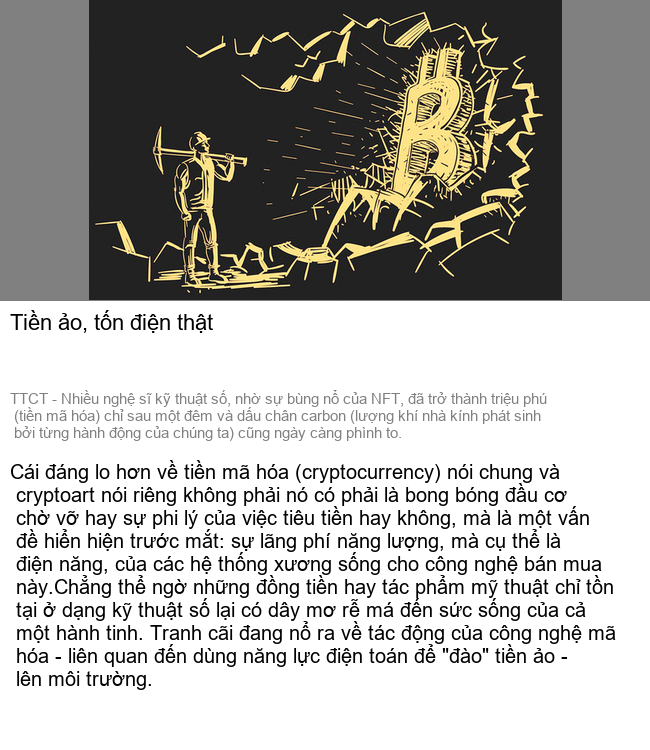 Tiền ảo, tốn điện thật
TTCT - Nhiều nghệ sĩ kỹ thuật số, nhờ sự bùng nổ của NFT, đã trở thành triệu phú
(tiền mã hóa) chỉ sau một đêm và dấu chân carbon (lượng khí nhà kính phát sinh
bởi từng hành động của chúng ta) cũng ngày càng phình to.
Cái đáng lo hơn về tiền mã hóa (cryptocurrency) nói chung và
cryptoart nói riêng không phải nó có phải là bong bóng đầu cơ
chờ vỡ hay sự phi lý của việc tiêu tiền hay không, mà là một vấn
đề hiển hiện trước mắt: sự lãng phí năng lượng, mà cụ thể là
điện năng, của các hệ thống xương sống cho công nghệ bán mua
này.Chẳng thể ngờ những đồng tiền hay tác phẩm mỹ thuật chỉ tồn
tại ở dạng kỹ thuật số lại có dây mơ rễ má đến sức sống của cả
một hành tinh. Tranh cãi đang nổ ra về tác động của công nghệ mã
hóa - liên quan đến dùng năng lực điện toán để "đào" tiền ảo -
lên môi trường.